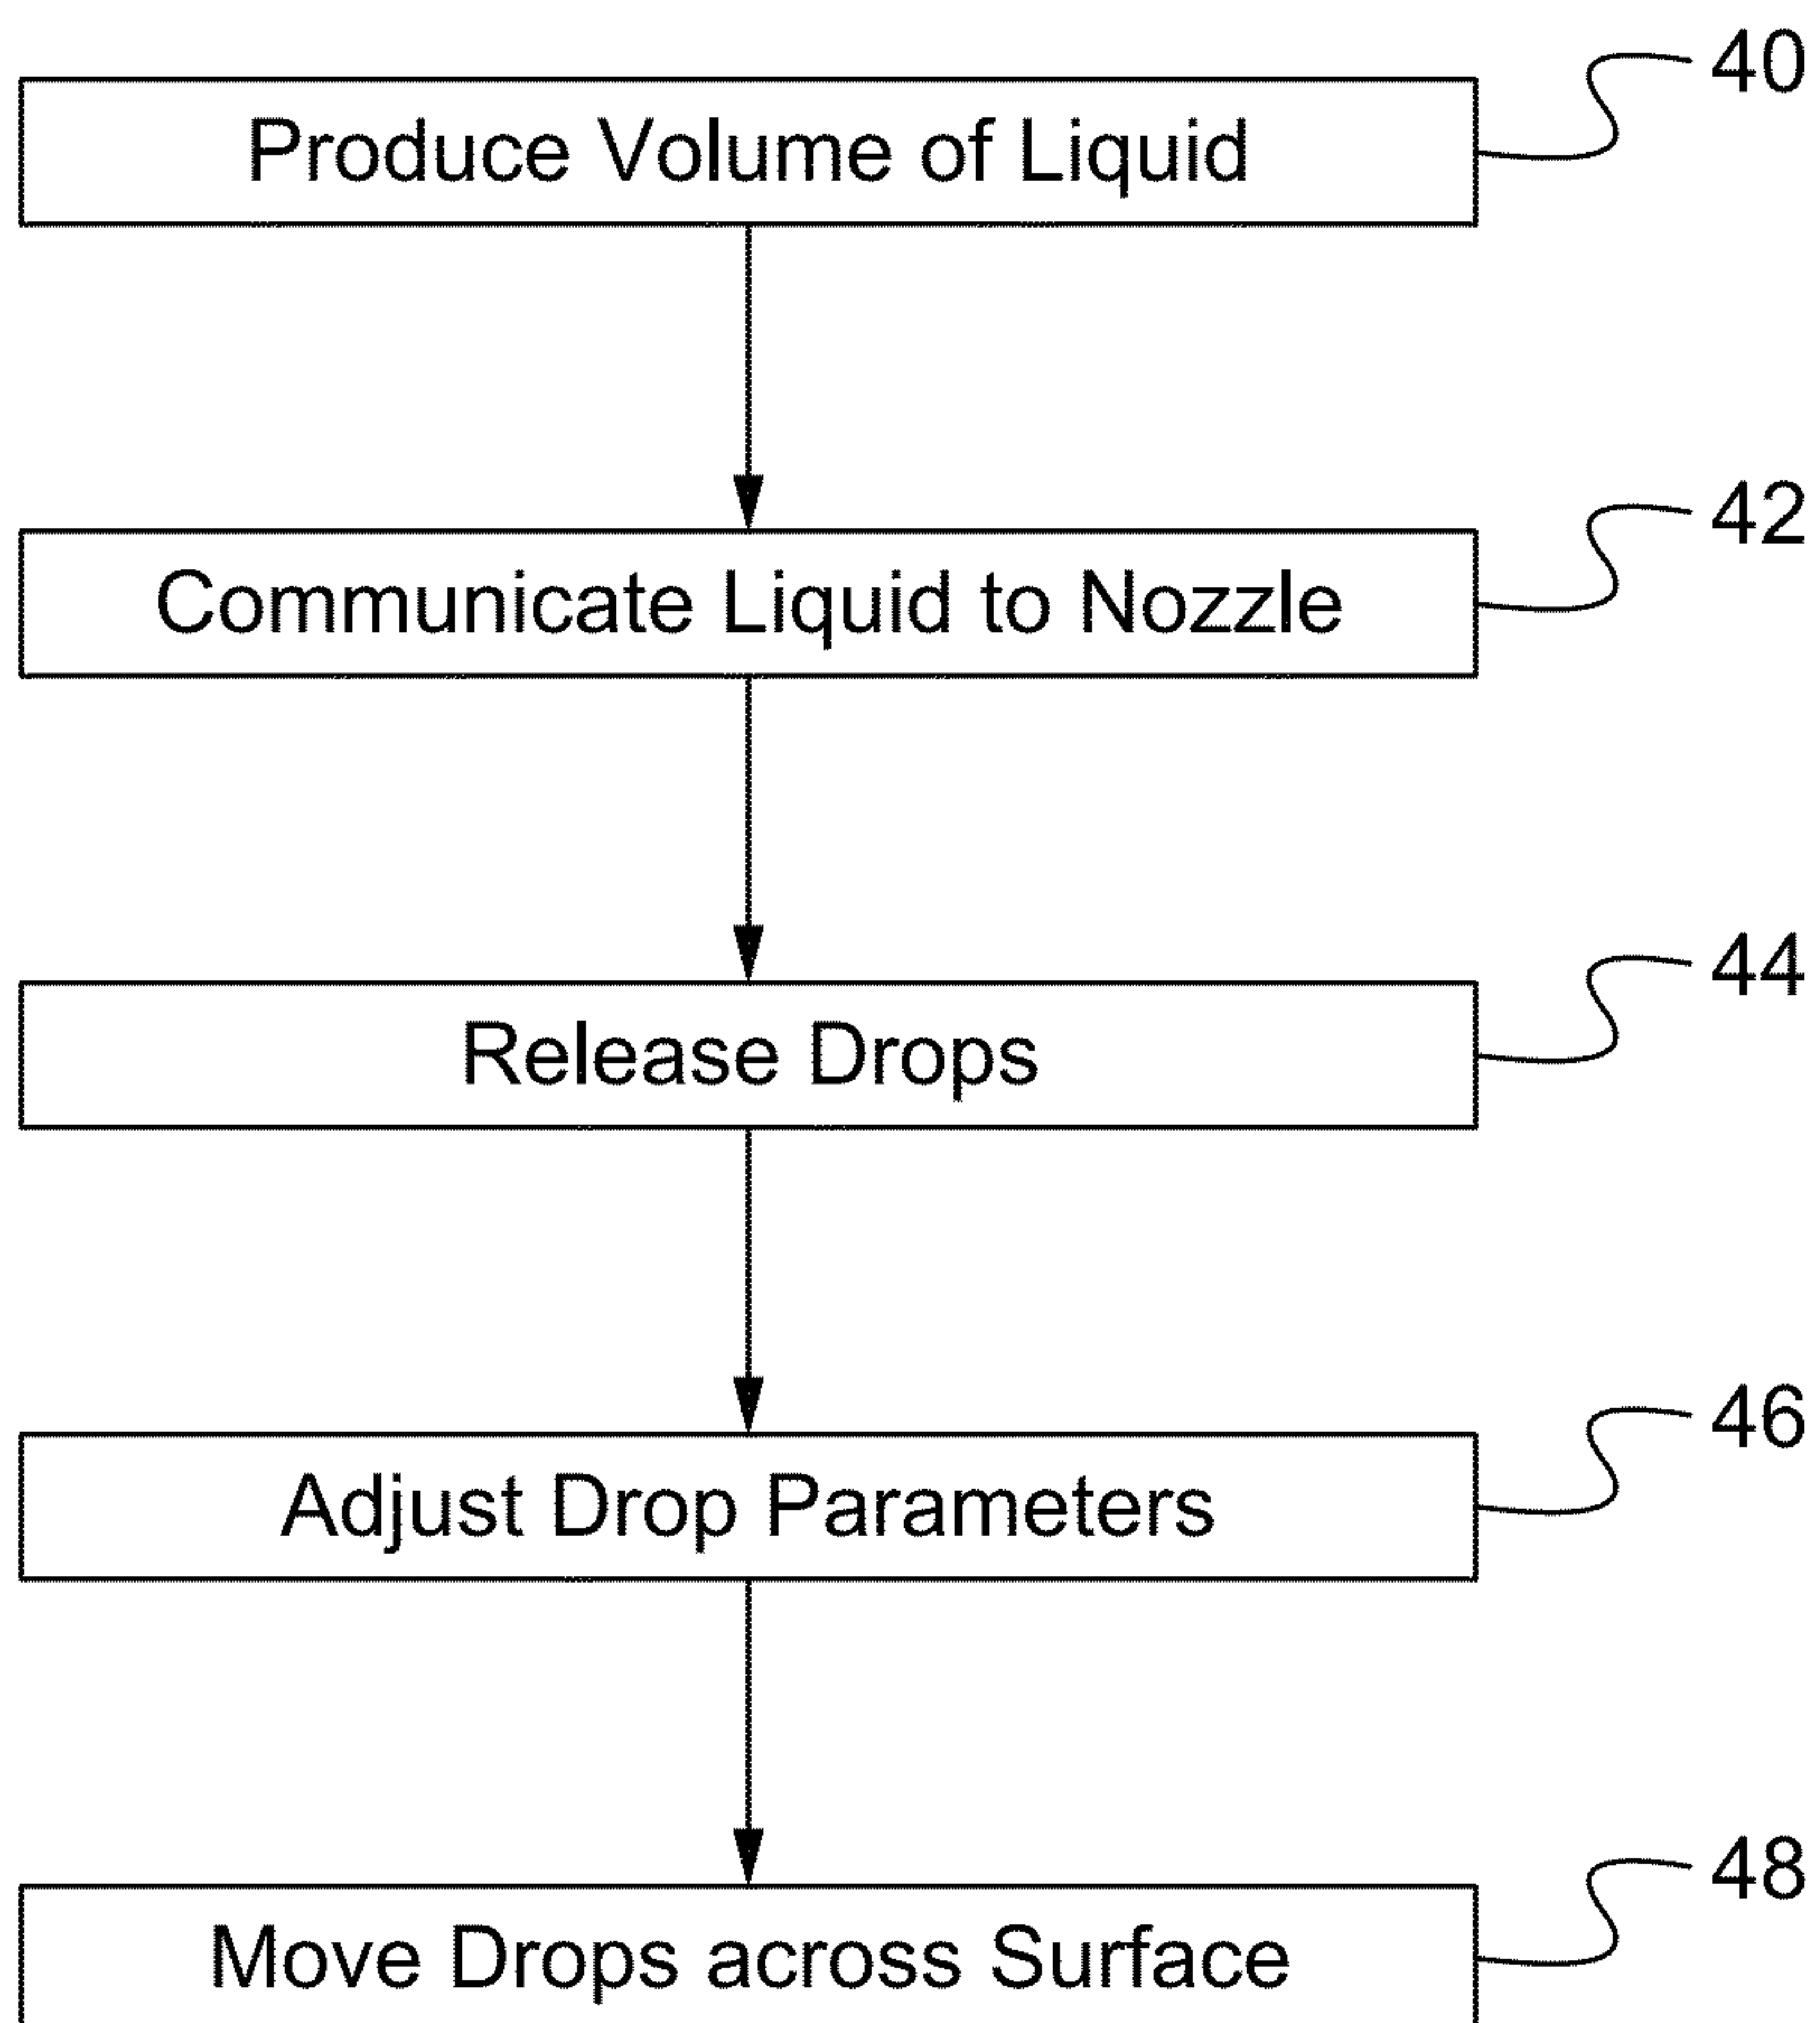 40
Produce Volume of Liquid
42
Communicate Liquid to Nozzle
44
Release Drops
46
Adjust Drop Parameters
48
Move Drops across Surface